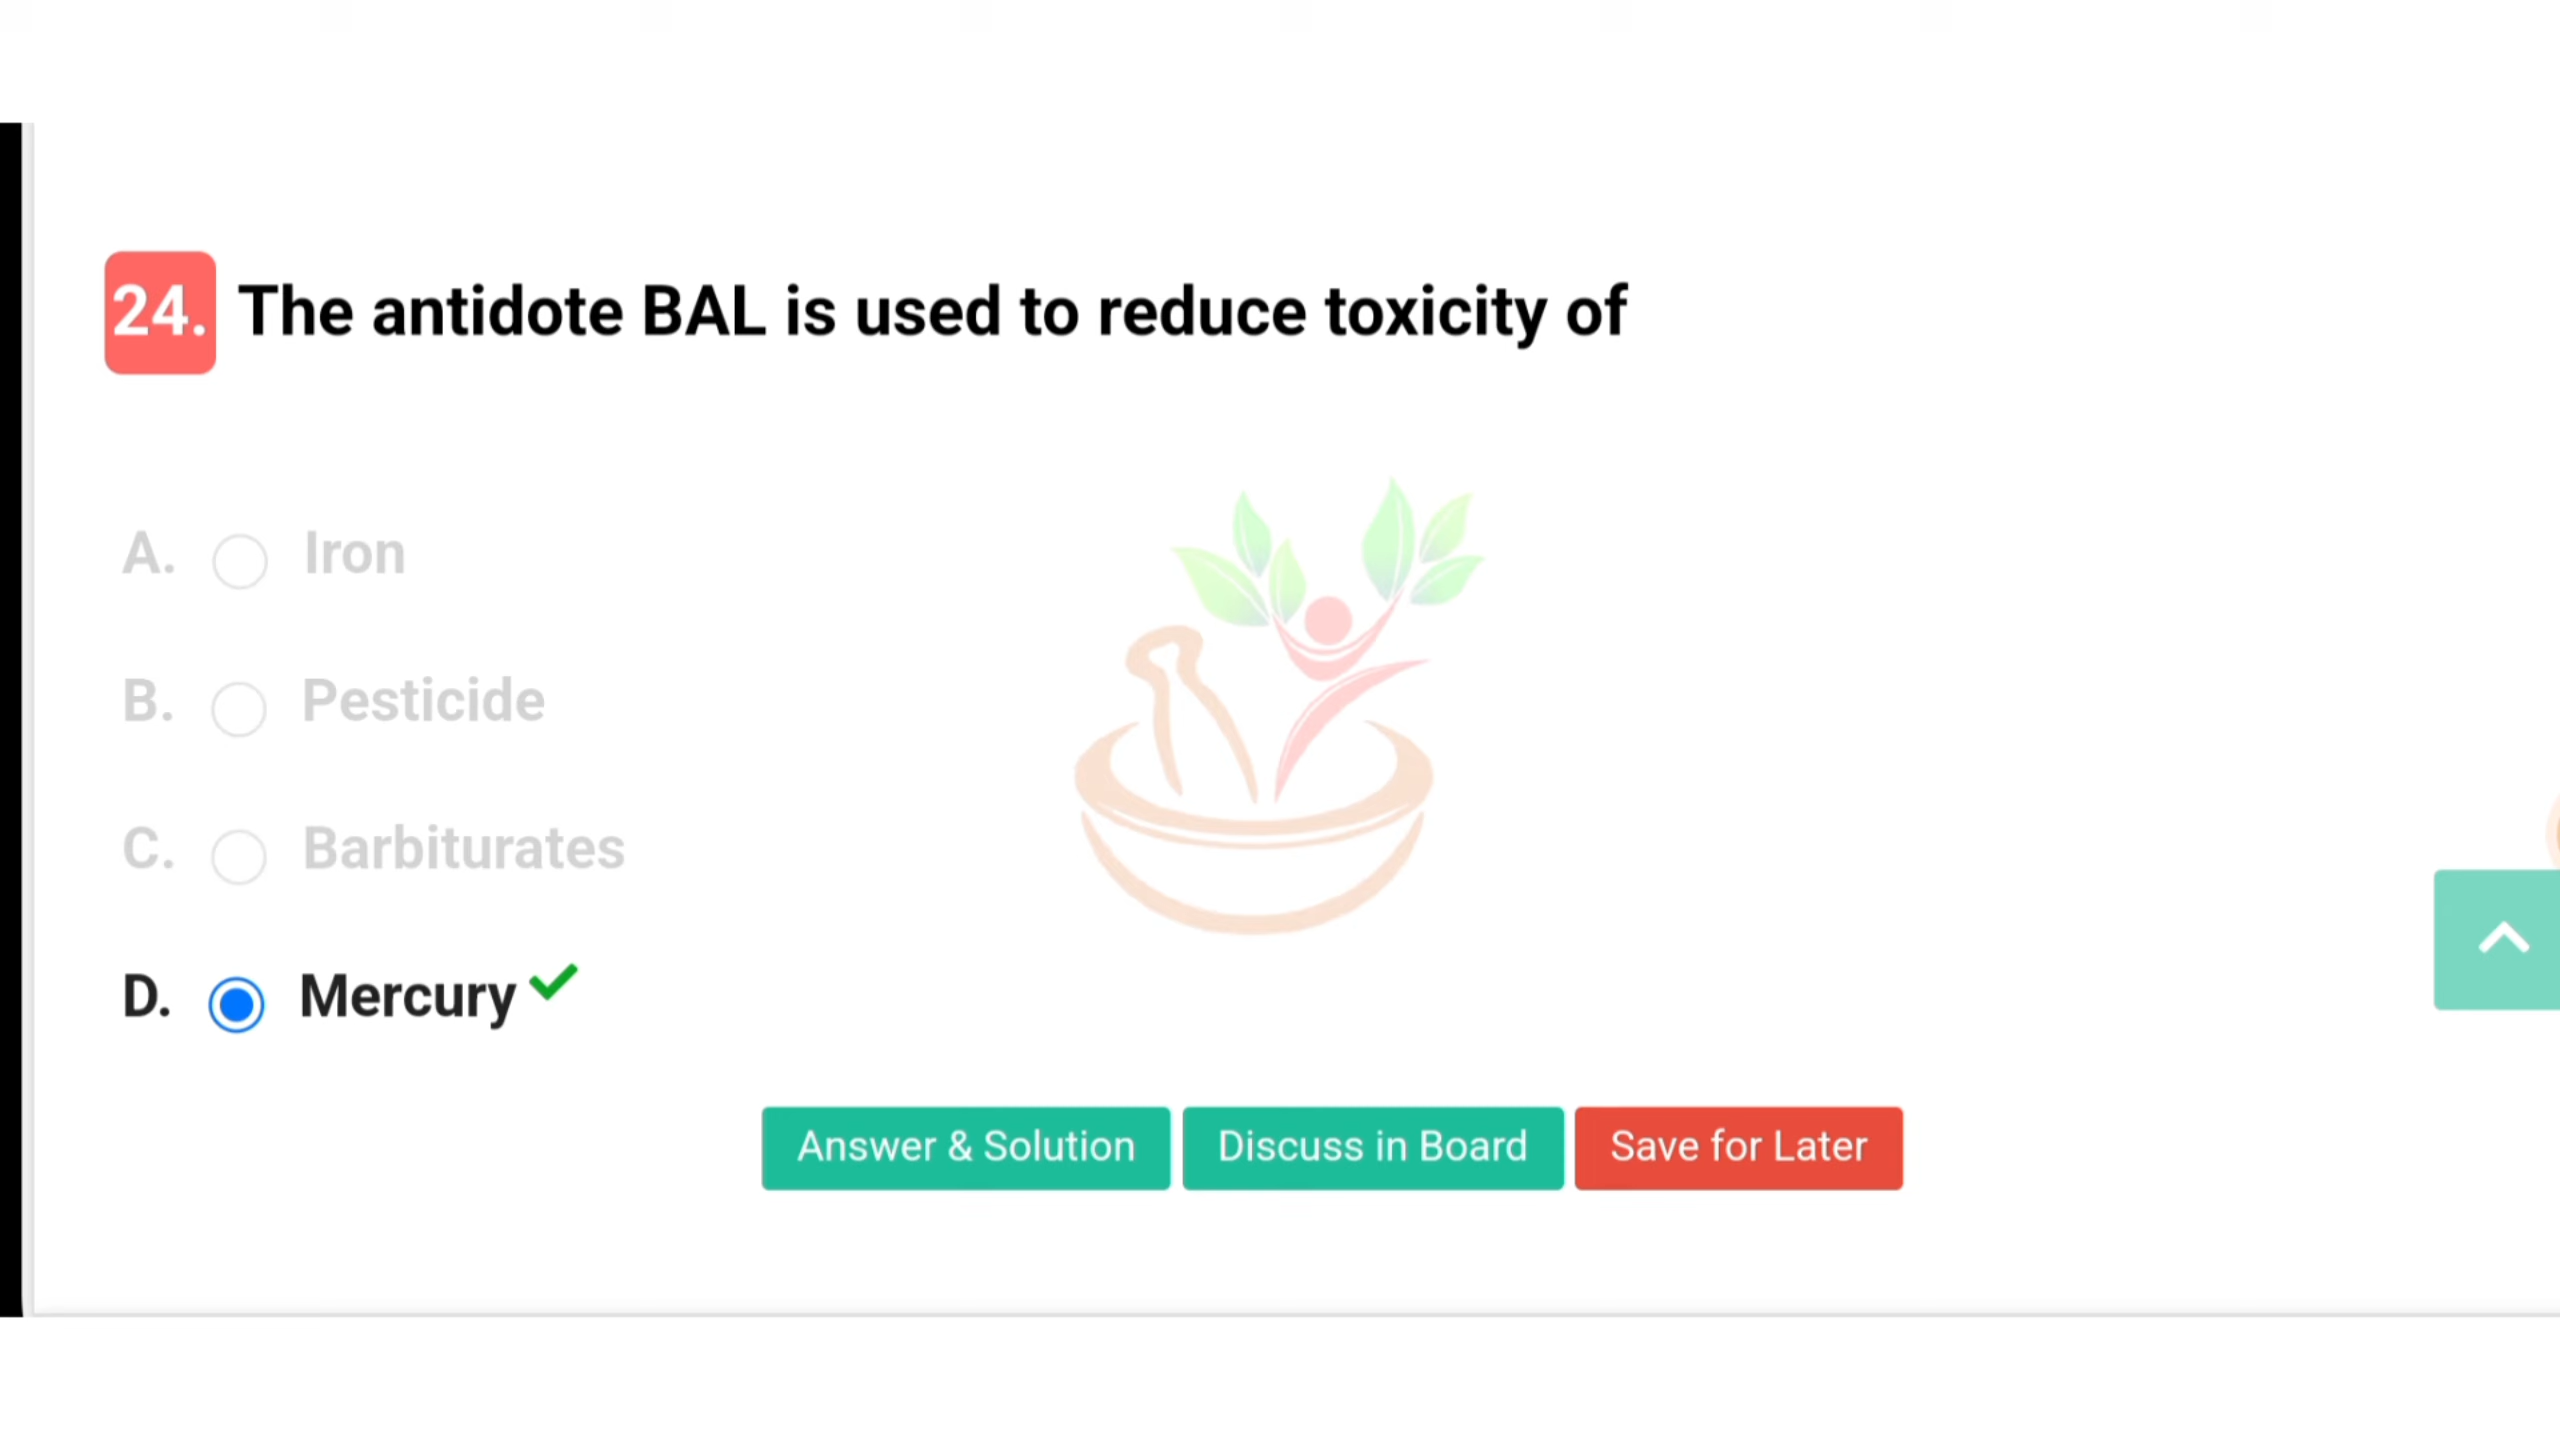 24. The antidote BAL is used to reduce toxicity of
A. Iron
B. Pesticide
C. Barbiturates
D. Mercury
Answer & Solution Discuss in Board Save for Later